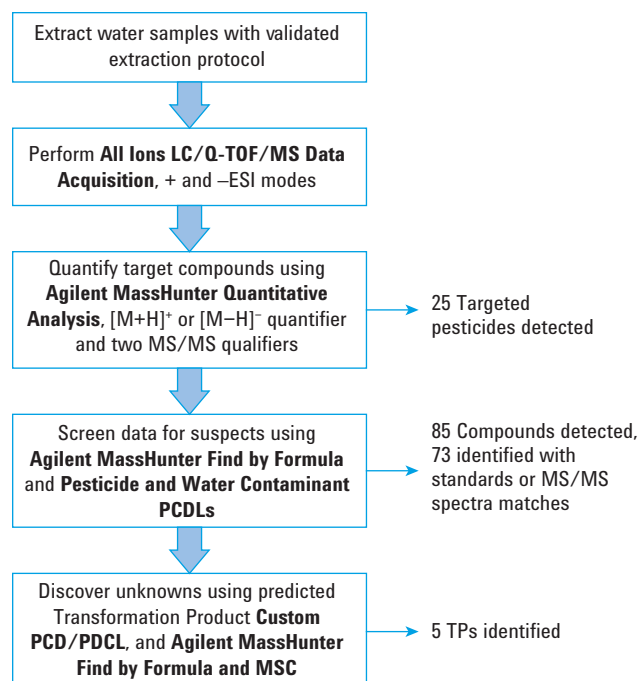 Extract water samples with validated
extraction protocol
Perform All Ions LC/Q-TOF/MS Data
Acquisition, + and –ESI modes
Quantify target compounds using
Agilent MassHunter Quantitative
Analysis, [M+H]⁺ or [M–H]⁻ quantifier
and two MS/MS qualifiers
25 Targeted
pesticides detected
Screen data for suspects using
Agilent MassHunter Find by Formula
and Pesticide and Water Contaminant
PCDLs
85 Compounds detected,
73 identified with
standards or MS/MS
spectra matches
Discover unknowns using predicted
Transformation Product Custom
PCD/PDCL, and Agilent MassHunter
Find by Formula and MSC
5 TPs identified